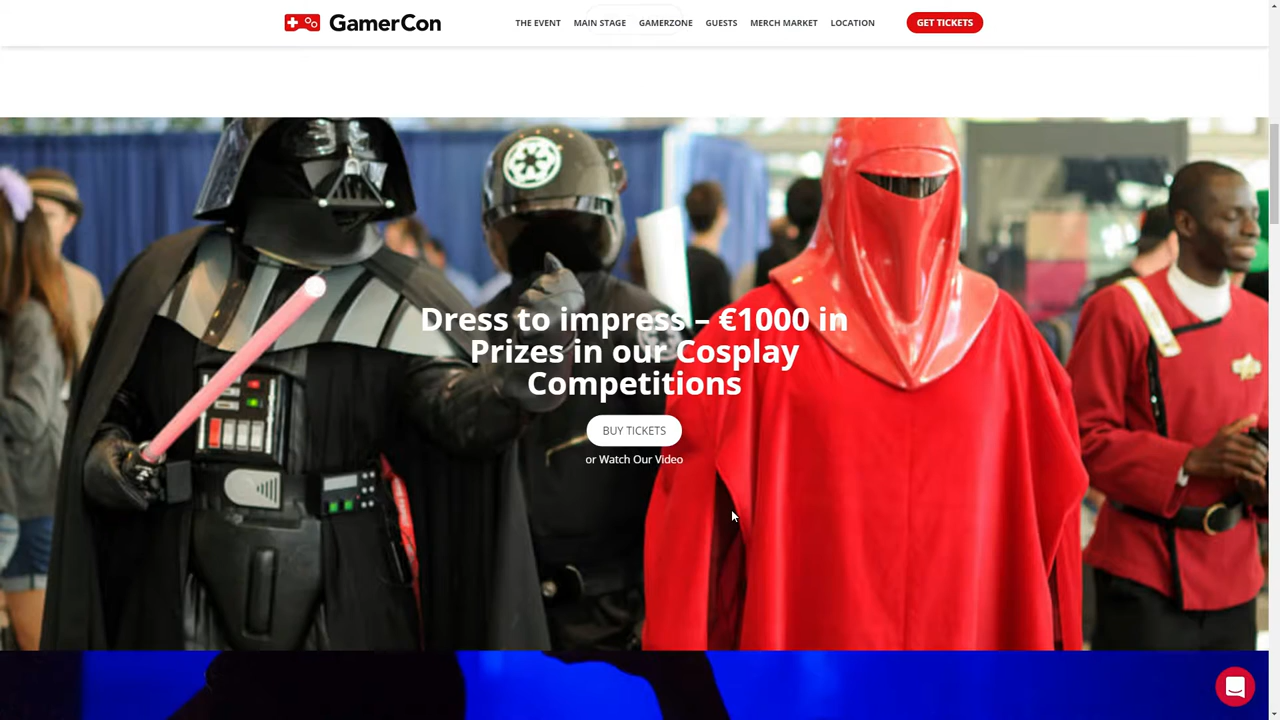 GamerCon
THE EVENT MAIN STAGE GAMERZONE GUESTS MERCH MARKET LOCATION GET TICKETS
Dress to impress – €1000 in
Prizes in our Cosplay
Competitions
BUY TICKETS
or Watch Our Video